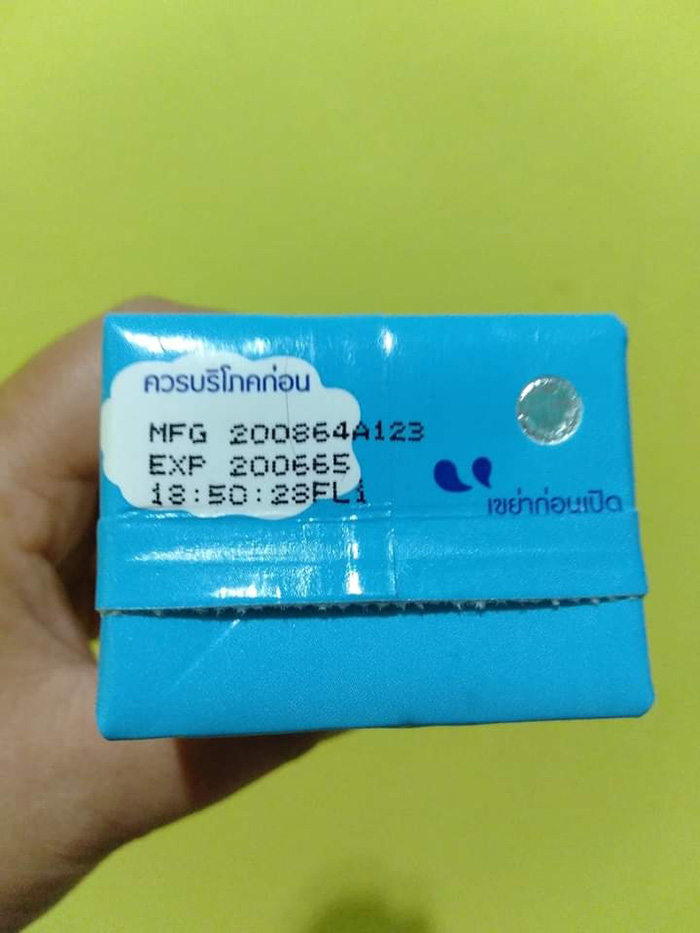 ควรบริโภคก่อน
MFG 200864A123
EXP 200665
18:50:28FL1
เขย่าก่อนเปิด